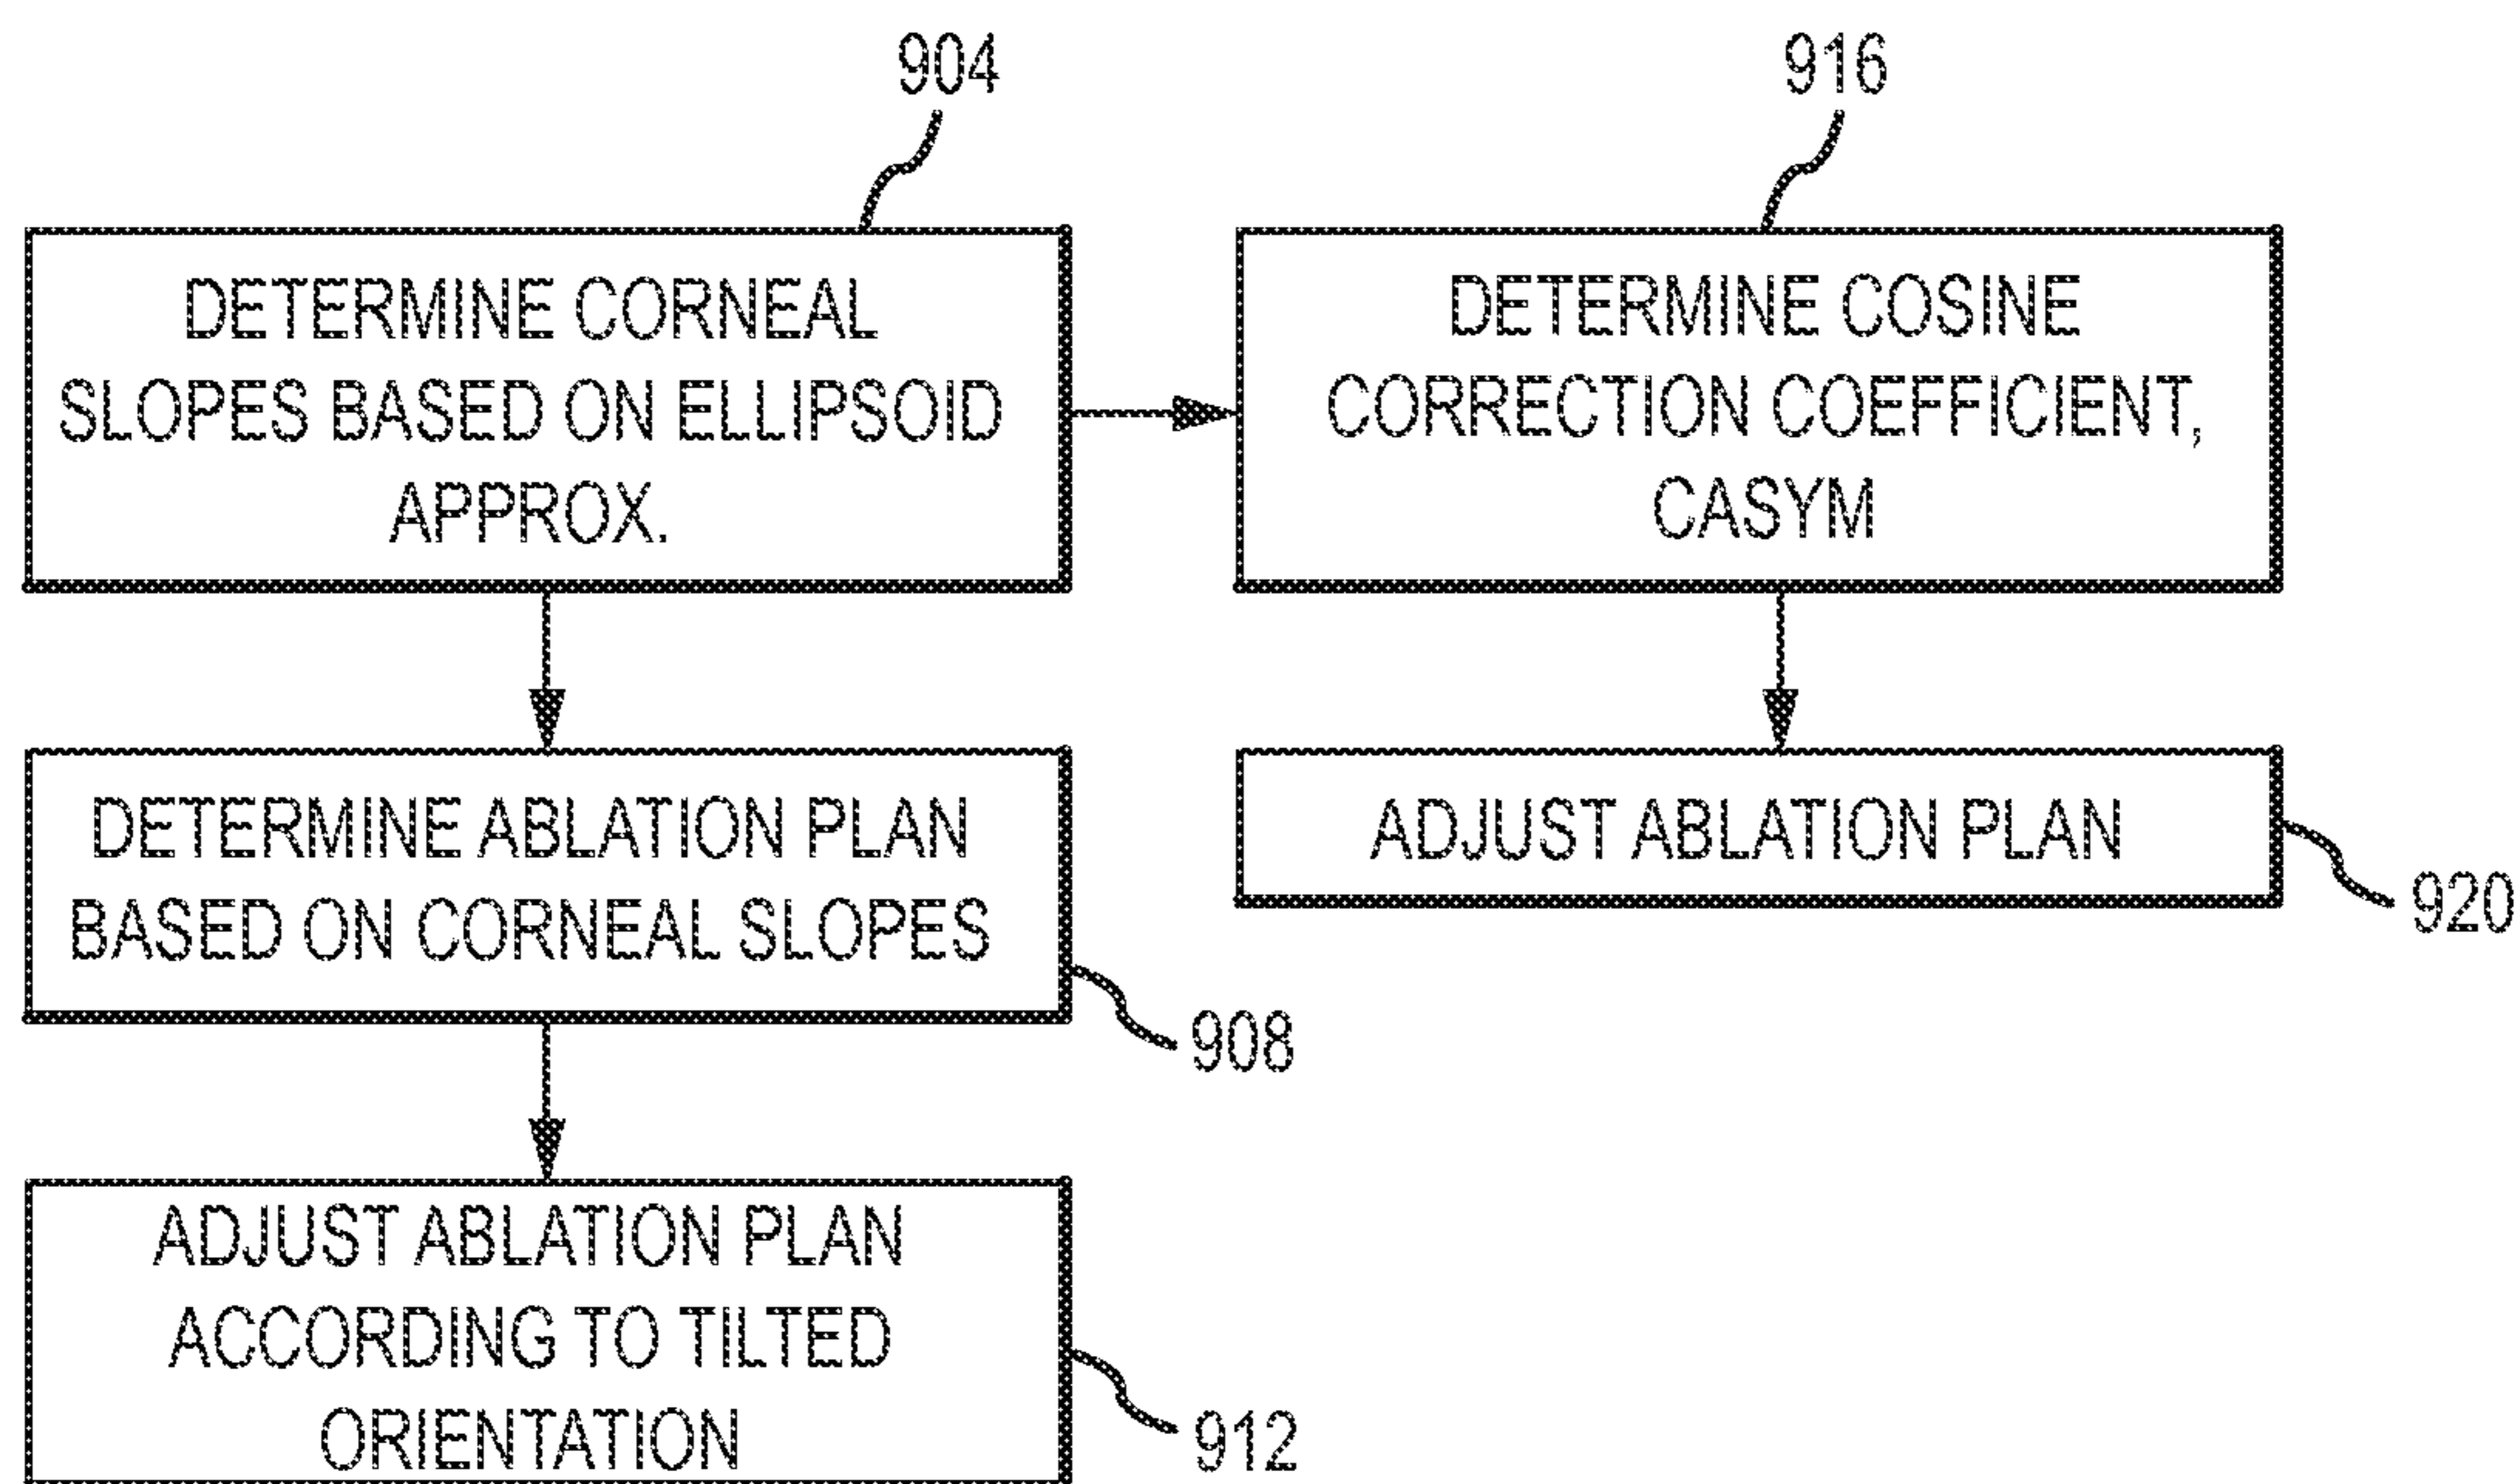 904
916
DETERMINE CORNEAL
SLOPES BASED ON ELLIPSOID
APPROX.
DETERMINE COSINE
CORRECTION COEFFICIENT,
CASYM
DETERMINE ABLATION PLAN
BASED ON CORNEAL SLOPES
908
ADJUST ABLATION PLAN
920
ADJUST ABLATION PLAN
ACCORDING TO TILTED
ORIENTATION
912